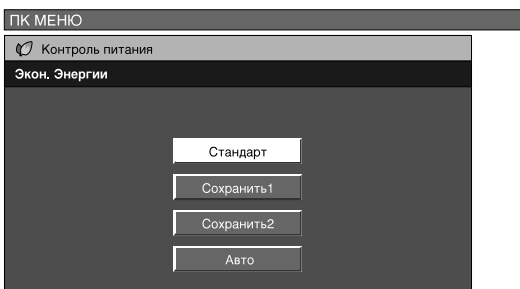 ПК МЕНЮ
Контроль питания
Экон. Энергии
Стандарт
Сохранить1
Сохранить2
Авто